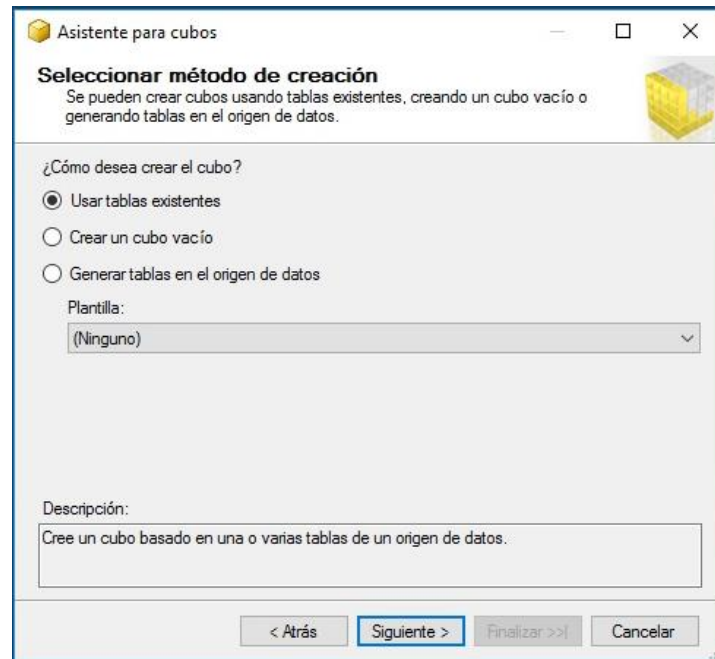 Asistente para cubos
Seleccionar método de creación
Se pueden crear cubos usando tablas existentes, creando un cubo vacío o
generando tablas en el origen de datos.
¿Cómo desea crear el cubo?
Usar tablas existentes
Crear un cubo vacío
Generar tablas en el origen de datos
Plantilla:
(Ninguno)
Descripción:
Cree un cubo basado en una o varias tablas de un origen de datos.
< Atrás Siguiente > Finalizar >>| Cancelar